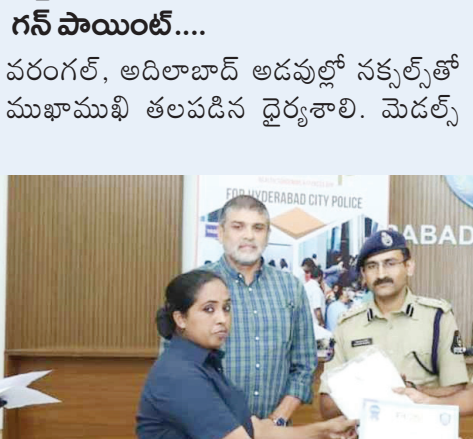 గన్ పాయింట్....
వరంగల్, అదిలాబాద్ అడవుల్లో నక్సల్స్‌తో
ముఖాముఖి తలపడిన ధైర్యశాలి. మెడల్స్
FOR HYDERABAD CITY POLICE
ABAD